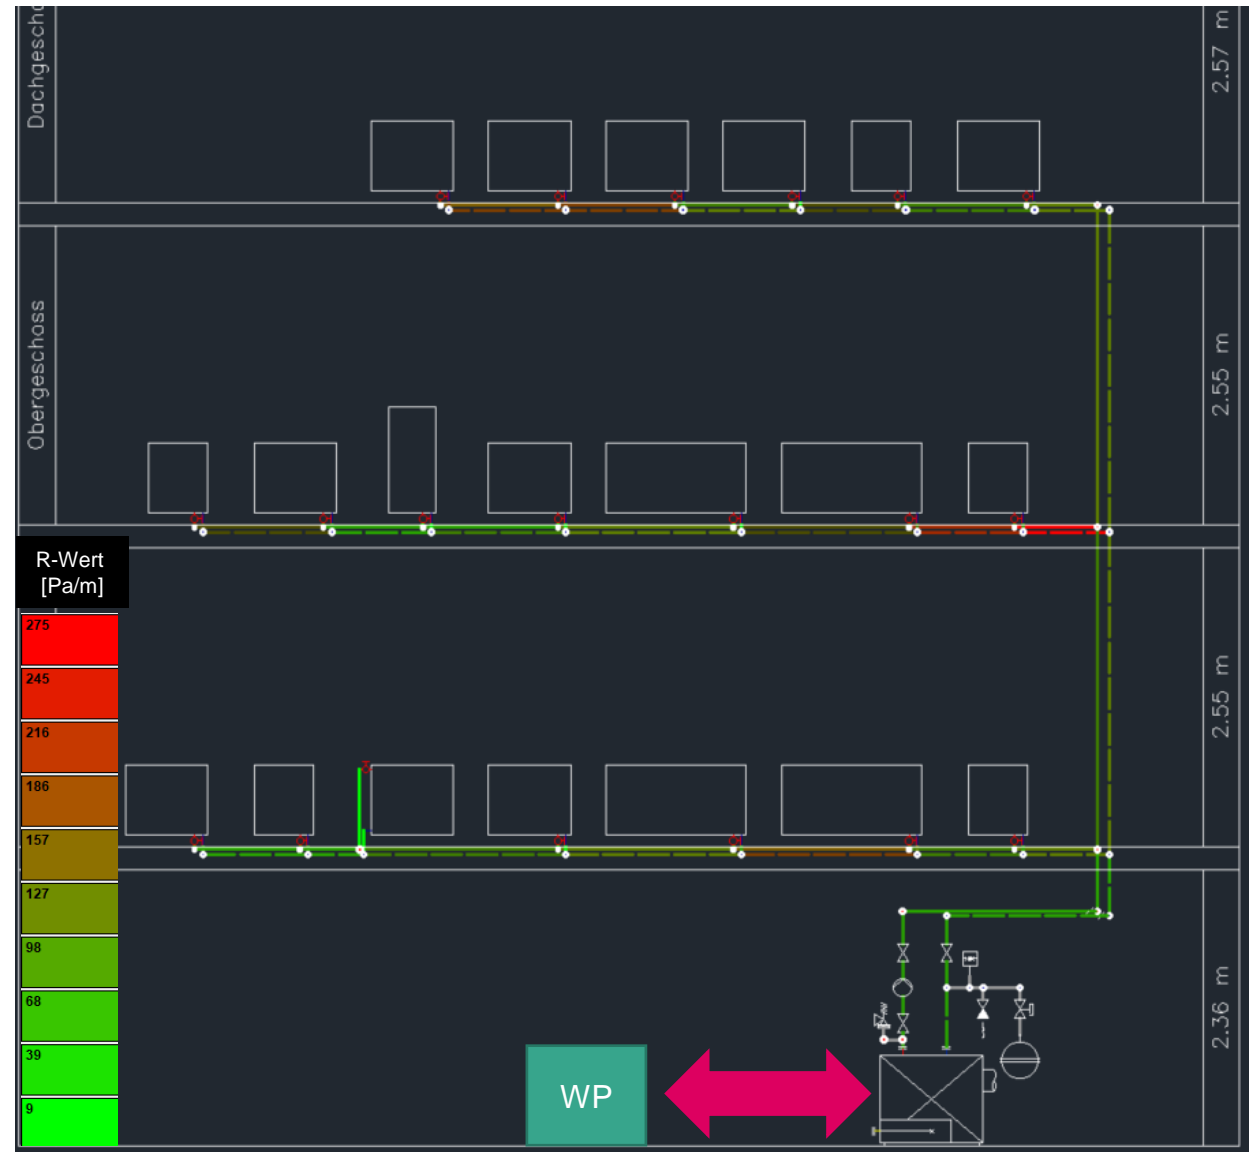 Dachgescho
2.57 m
Obergeschoss
2.55 m
R-Wert
[Pa/m]
275
245
216
186
157
127
98
68
39
9
2.55 m
2.36 m
WP